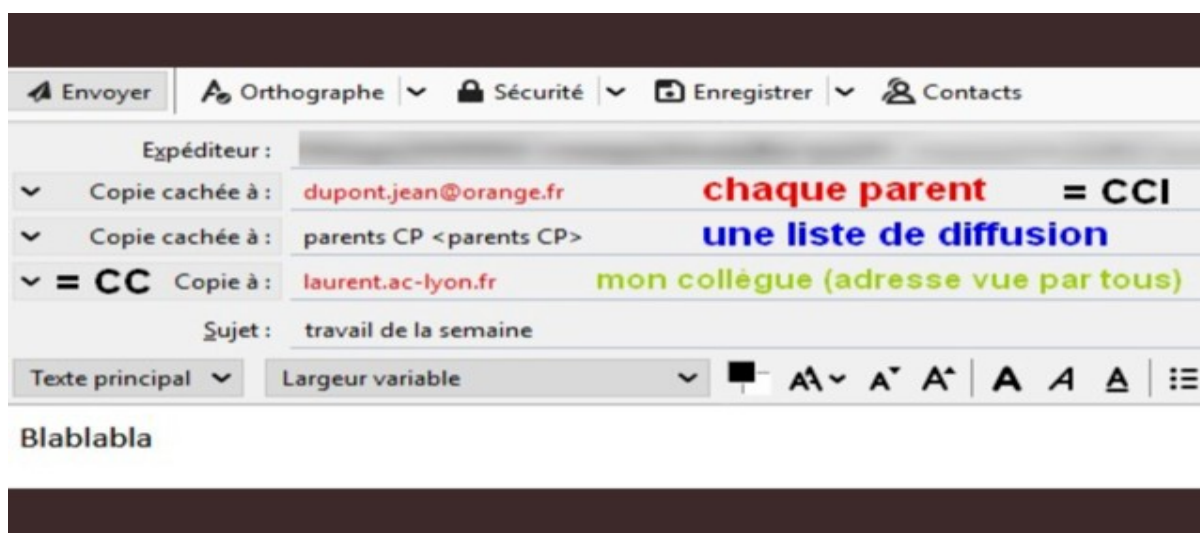 Envoyer Orthographe Sécurité Enregistrer Contacts
Expéditeur :
Copie cachée à : dupont.jean@orange.fr chaque parent = CCI
Copie cachée à : parents CP <parents CP> une liste de diffusion
= CC Copie à : laurent.ac-lyon.fr mon collègue (adresse vue par tous)
Sujet : travail de la semaine
Texte principal Largeur variable A A A A A A A
Blablabla